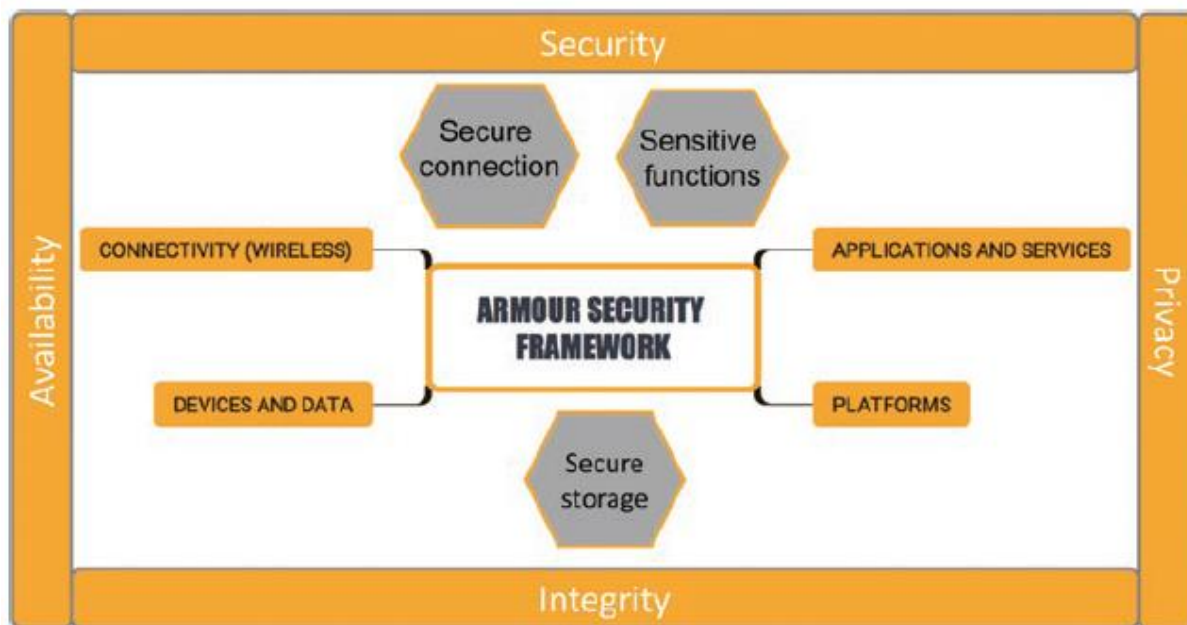 Security
Secure
connection
Sensitive
functions
Availability
CONNECTIVITY (WIRELESS)
APPLICATIONS AND SERVICES
Privacy
ARMOUR SECURITY
FRAMEWORK
DEVICES AND DATA
PLATFORMS
Secure
storage
Integrity